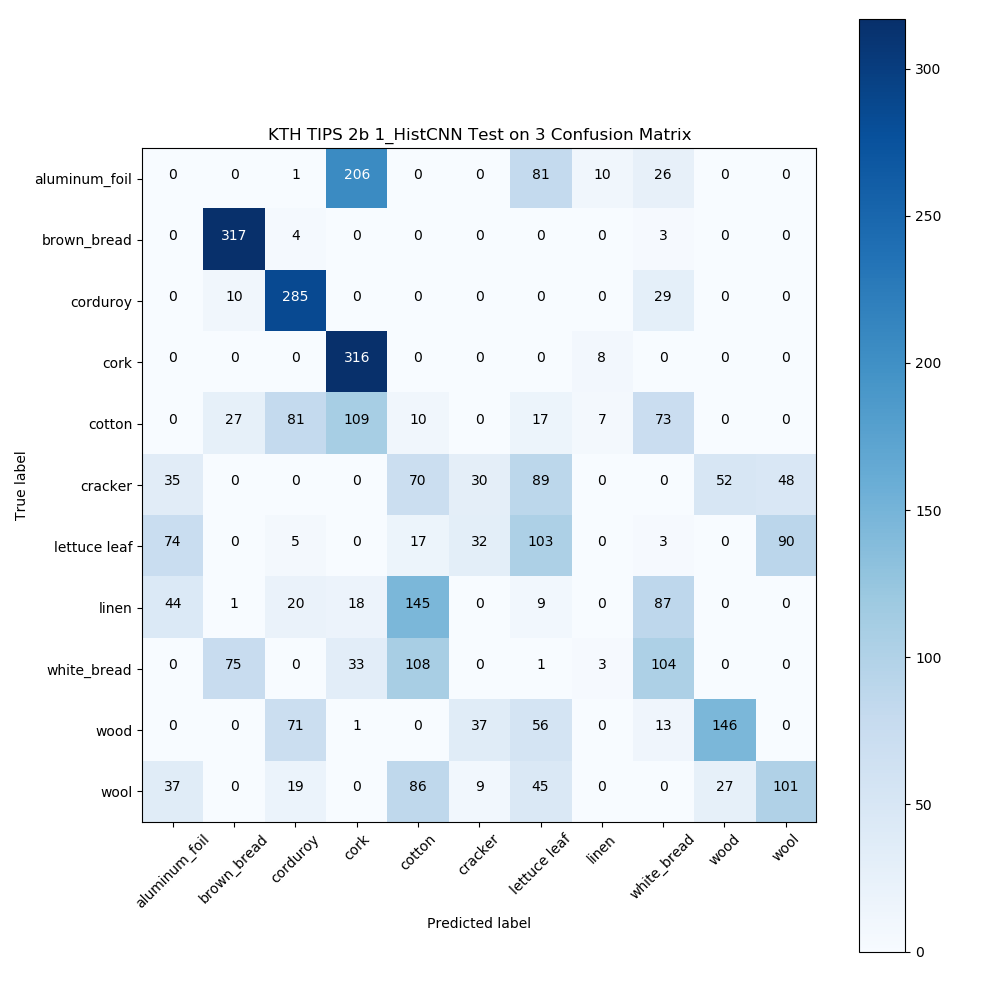 KTH TIPS 2b 1_HistCNN Test on 3 Confusion Matrix
aluminum_foil 0 0 1 206 0 0 81 10 26 0 0
brown_bread 0 317 4 0 0 0 0 0 3 0 0
corduroy 0 10 285 0 0 0 0 0 29 0 0
cork 0 0 0 316 0 0 0 8 0 0 0
cotton 0 27 81 109 10 0 17 7 73 0 0
cracker 35 0 0 0 70 30 89 0 0 52 48
lettuce leaf 74 0 5 0 17 32 103 0 3 0 90
linen 44 1 20 18 145 0 9 0 87 0 0
white_bread 0 75 0 33 108 0 1 3 104 0 0
wood 0 0 71 1 0 37 56 0 13 146 0
wool 37 0 19 0 86 9 45 0 0 27 101
True label
aluminum_foil brown_bread corduroy cork cotton cracker lettuce leaf linen white_bread wood wool
Predicted label
300
250
200
150
100
50
0